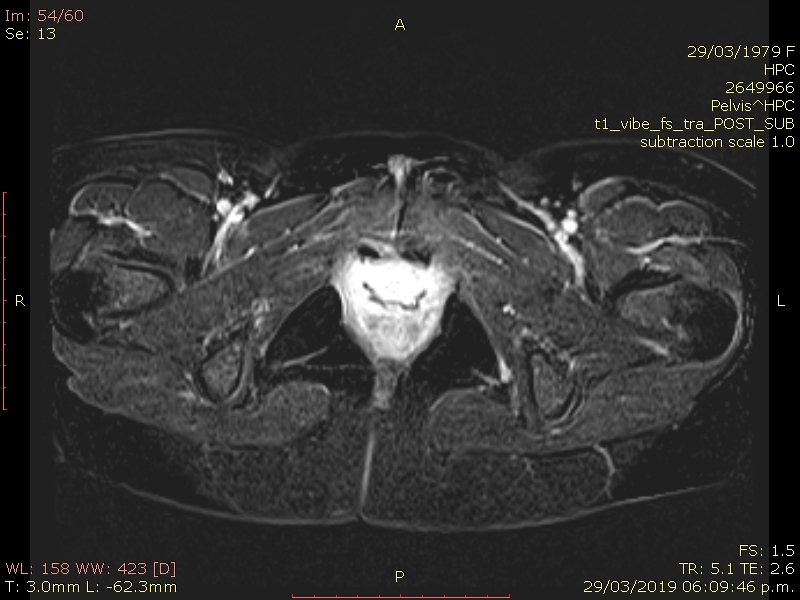 Im: 54/60
Se: 13
A
29/03/1979 F
HPC
2649966
Pelvis^HPC
t1_vibe_fs_tra_POST_SUB
subtraction scale 1.0
R
L
WL: 158 WW: 423 [D]
T: 3.0mm L: -62.3mm
P
FS: 1.5
TR: 5.1 TE: 2.6
29/03/2019 06:09:46 p.m.